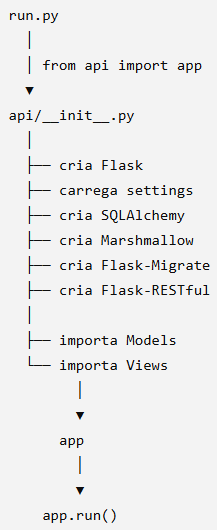 run.py
│
│ from api import app
▼
api/__init__.py
│
├── cria Flask
├── carrega settings
├── cria SQLAlchemy
├── cria Marshmallow
├── cria Flask-Migrate
├── cria Flask-RESTful
│
├── importa Models
└── importa Views
│
▼
app
│
▼
app.run()